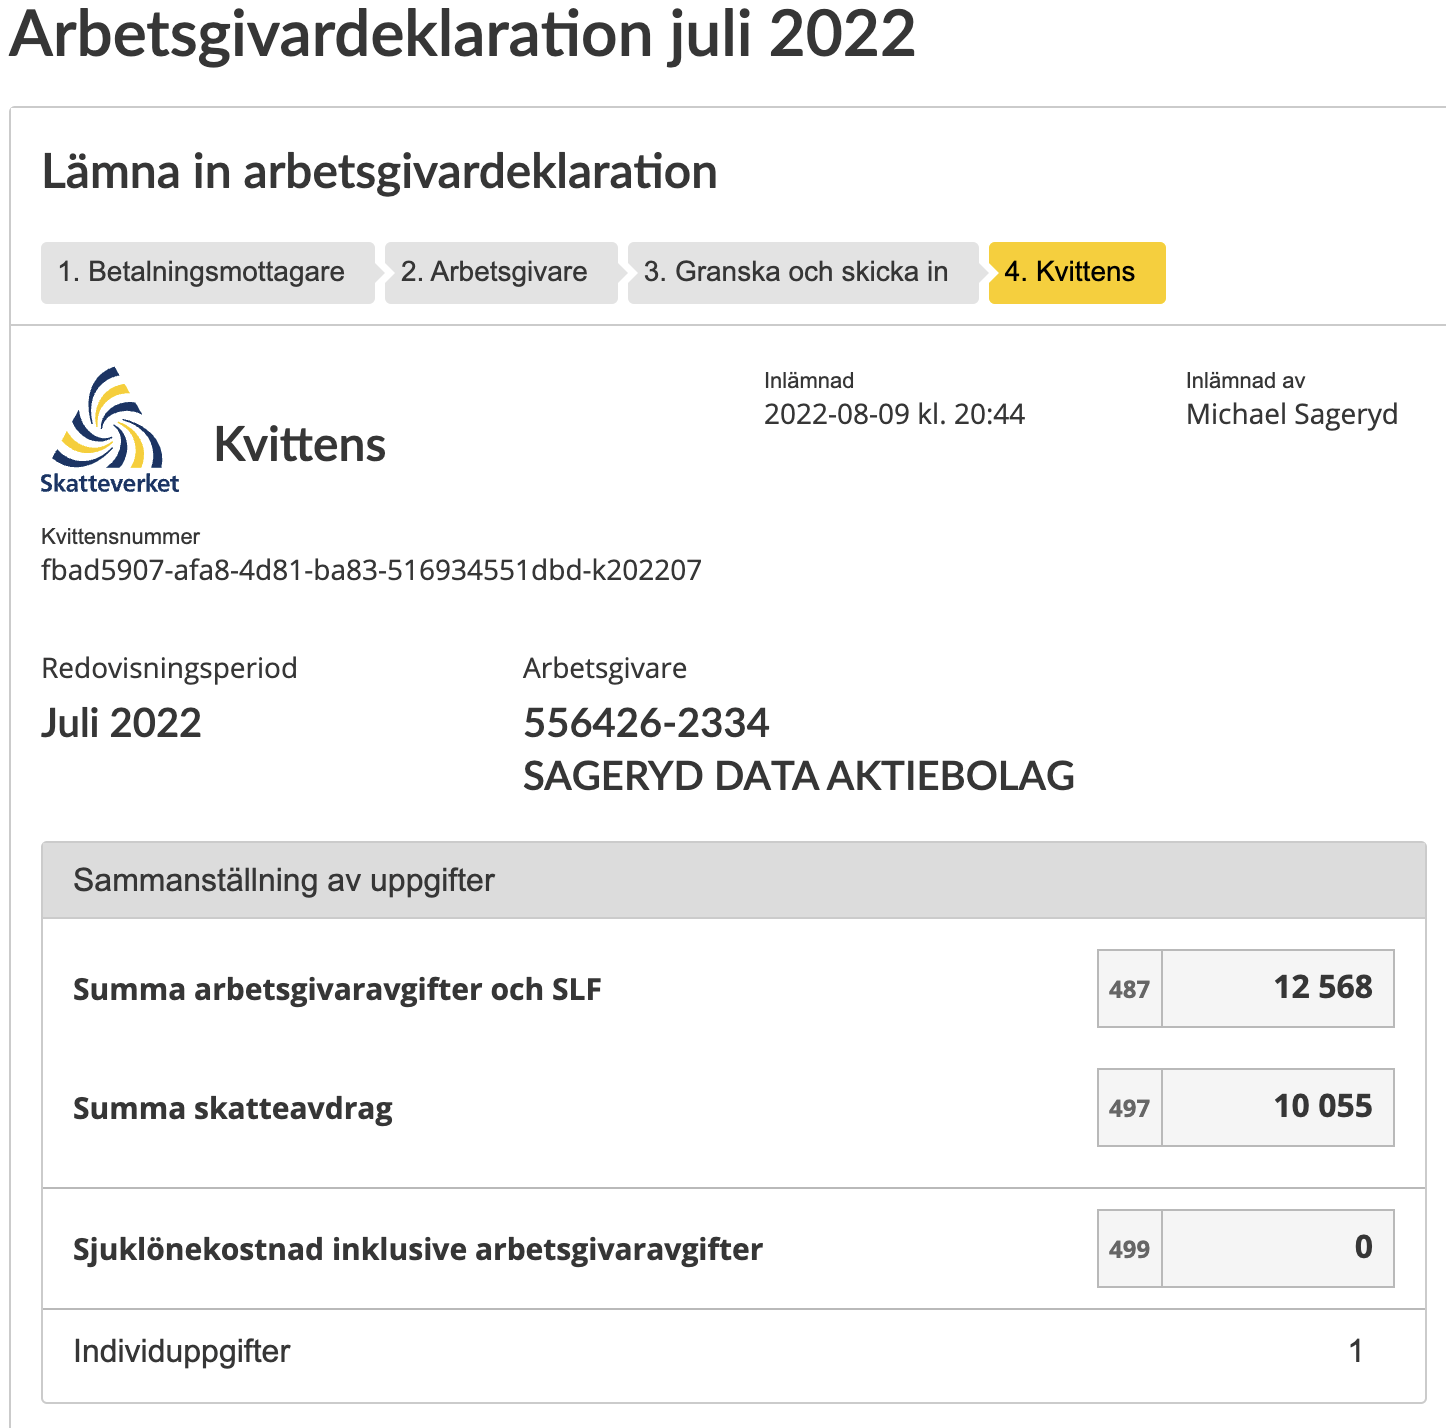 Arbetsgivardeklaration juli 2022
Lämna in arbetsgivardeklaration
1. Betalningsmottagare
2. Arbetsgivare
3. Granska och skicka in
4. Kvittens
Skatteverket
Kvittens
Inlämnad
2022-08-09 kl. 20:44
Inlämnad av
Michael Sageryd
Kvittensnummer
fbad5907-afa8-4d81-ba83-516934551dbd-k202207
Redovisningsperiod
Juli 2022
Arbetsgivare
556426-2334
SAGERYD DATA AKTIEBOLAG
Sammanställning av uppgifter
Summa arbetsgivaravgifter och SLF 487 12 568
Summa skatteavdrag 497 10 055
Sjuklönekostnad inklusive arbetsgivaravgifter 499 0
Individuppgifter 1